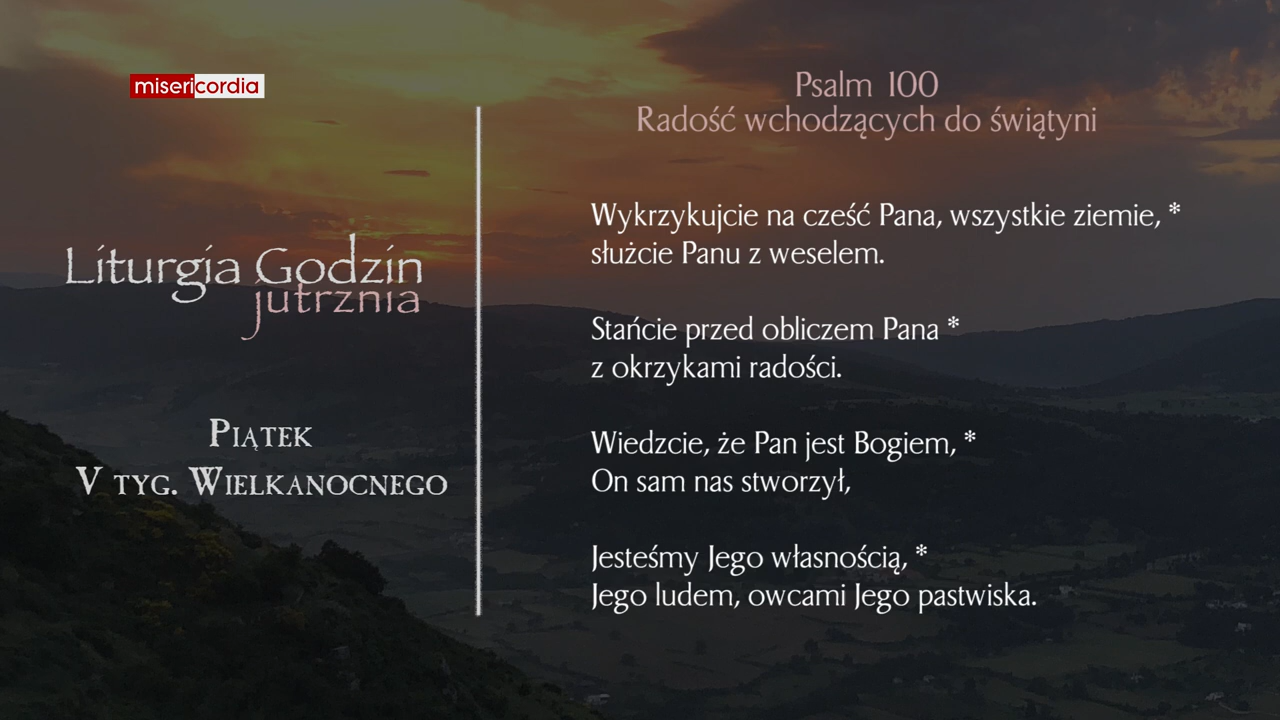 misericordia
Liturgia Godzin
jutrznia
Piątek
V tyg. Wielkanocnego
Psalm 100
Radość wchodzących do świątyni
Wykrzykujcie na cześć Pana, wszystkie ziemie, *
służcie Panu z weselem.
Stańcie przed obliczem Pana *
z okrzykami radości.
Wiedzcie, że Pan jest Bogiem, *
On sam nas stworzył,
Jesteśmy Jego własnością, *
Jego ludem, owcami Jego pastwiska.